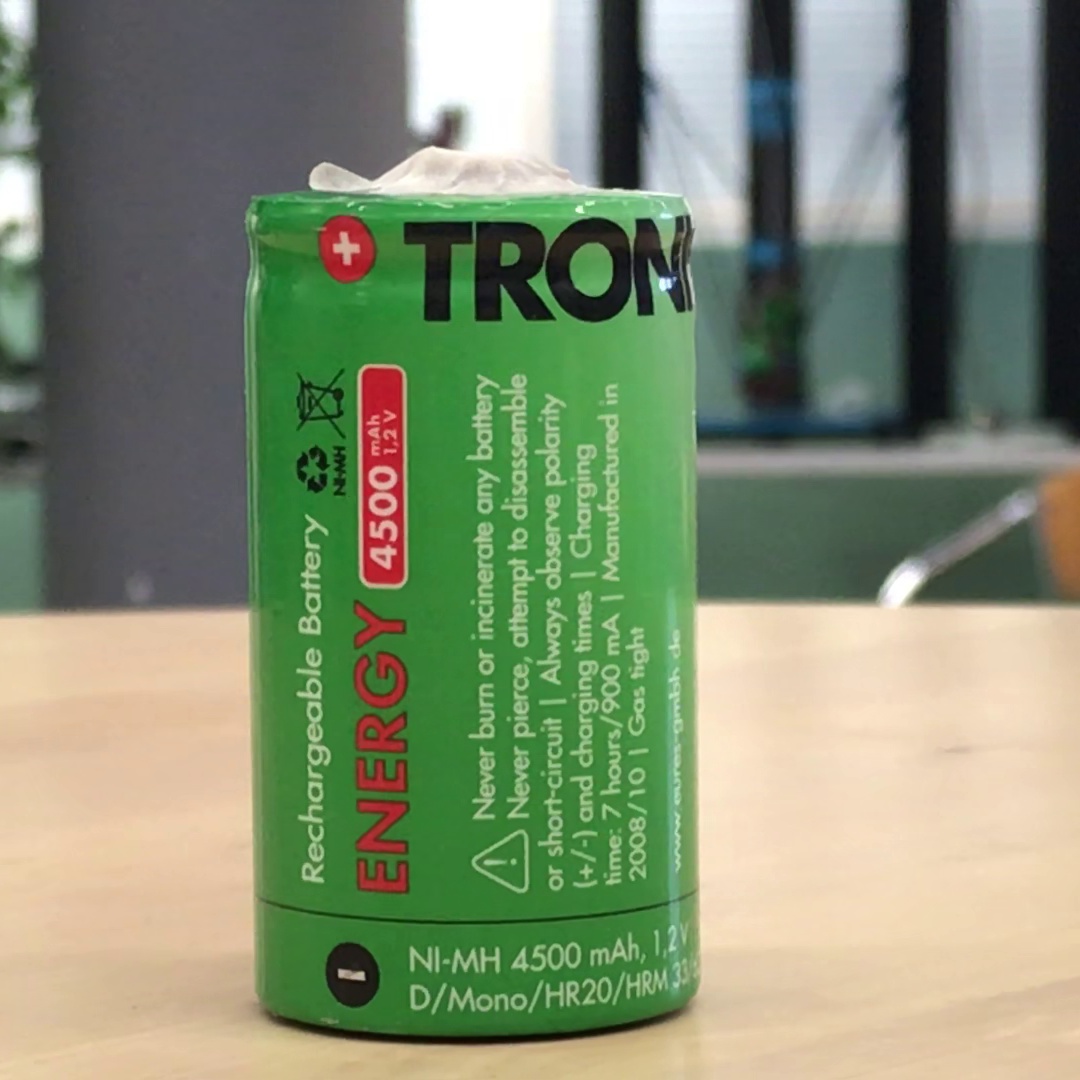 TRON
Rechargeable Battery
NI-MH
ENERGY 4500 mAh
1,2 V
Never burn or incinerate any battery
Never pierce, attempt to disassemble
or short-circuit | Always observe polarity
(+/-) and charging times | Charging
time: 7 hours/900 mA | Manufactured in
2008/10 | Gas tight
www.aures-gmbh.de
NI-MH 4500 mAh, 1,2 V
D/Mono/HR20/HRM